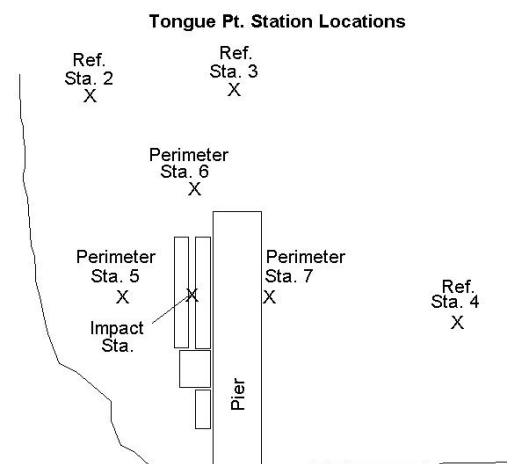 Tongue Pt. Station Locations
Ref.
Sta. 2
X
Ref.
Sta. 3
X
Perimeter
Sta. 6
X
Perimeter
Sta. 5
X
X
Perimeter
Sta. 7
X
Ref.
Sta. 4
X
Impact
Sta.
Pier